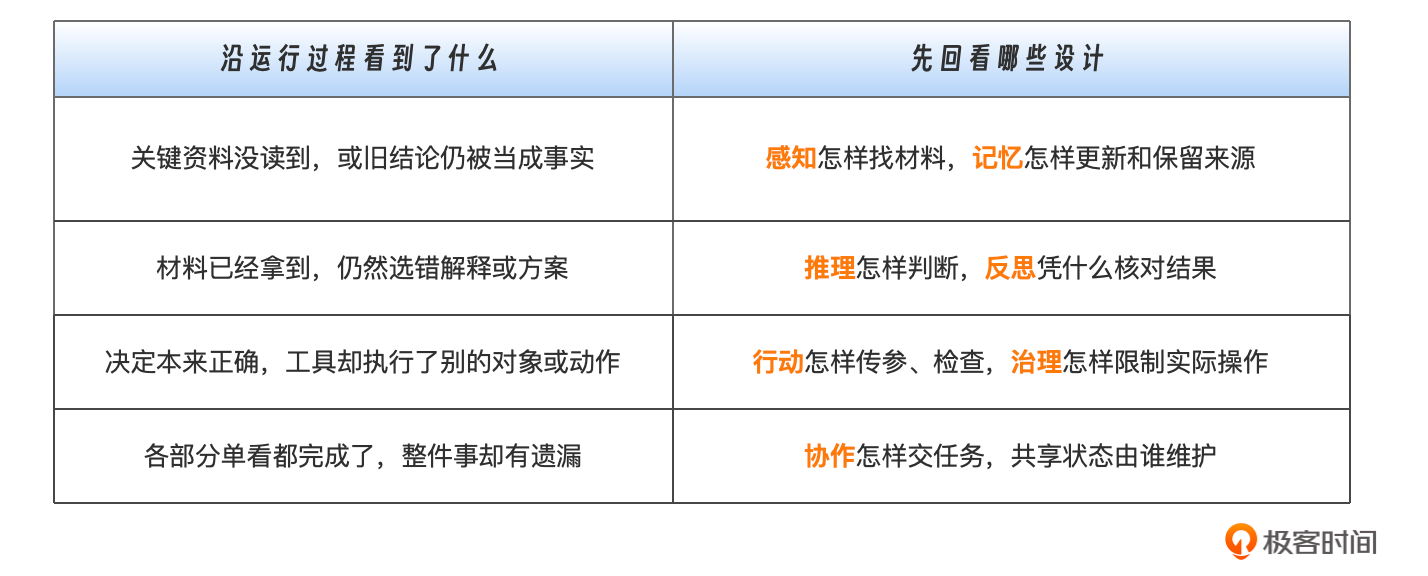 沿运行过程看到了什么
先回看哪些设计
关键资料没读到，或旧结论仍被当成事实
感知怎样找材料，记忆怎样更新和保留来源
材料已经拿到，仍然选错解释或方案
推理怎样判断，反思凭什么核对结果
决定本来正确，工具却执行了别的对象或动作
行动怎样传参、检查，治理怎样限制实际操作
各部分单看都完成了，整件事却有遗漏
协作怎样交任务，共享状态由谁维护
极客时间